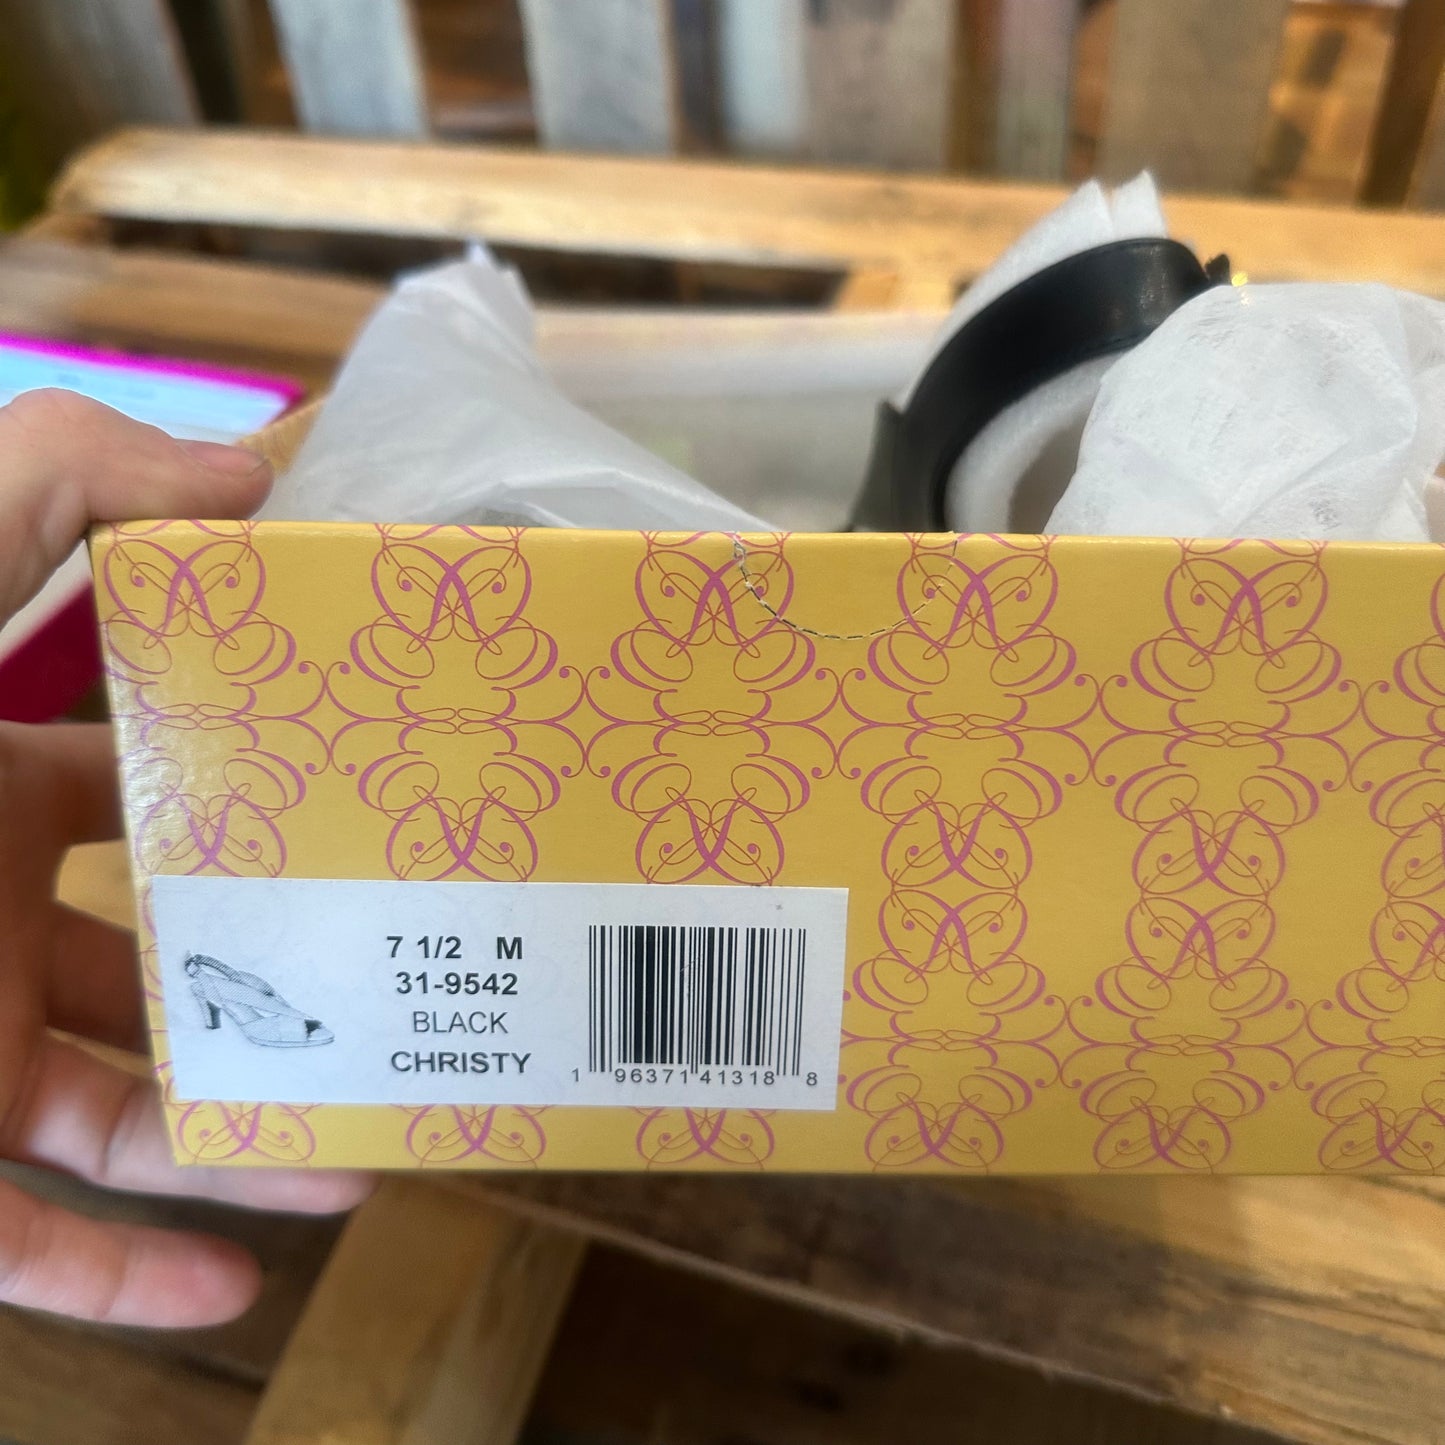 7 1/2 M
31-9542
BLACK
CHRISTY
1 96371 41318 8